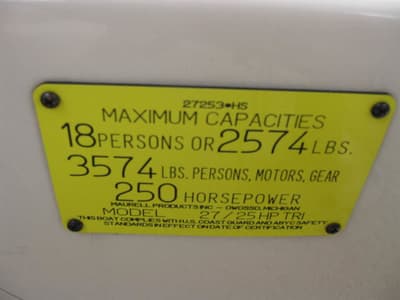 27253*HS
MAXIMUM CAPACITIES
18 PERSONS OR 2574 LBS.
3574 LBS. PERSONS, MOTORS, GEAR
250 HORSEPOWER
MAURELL PRODUCTS INC - OWOSSO, MICHIGAN
MODEL 27/25 HP TRI
THIS BOAT COMPLIES WITH U.S. COAST GUARD AND ABYC SAFETY
STANDARDS IN EFFECT ON DATE OF CERTIFICATION